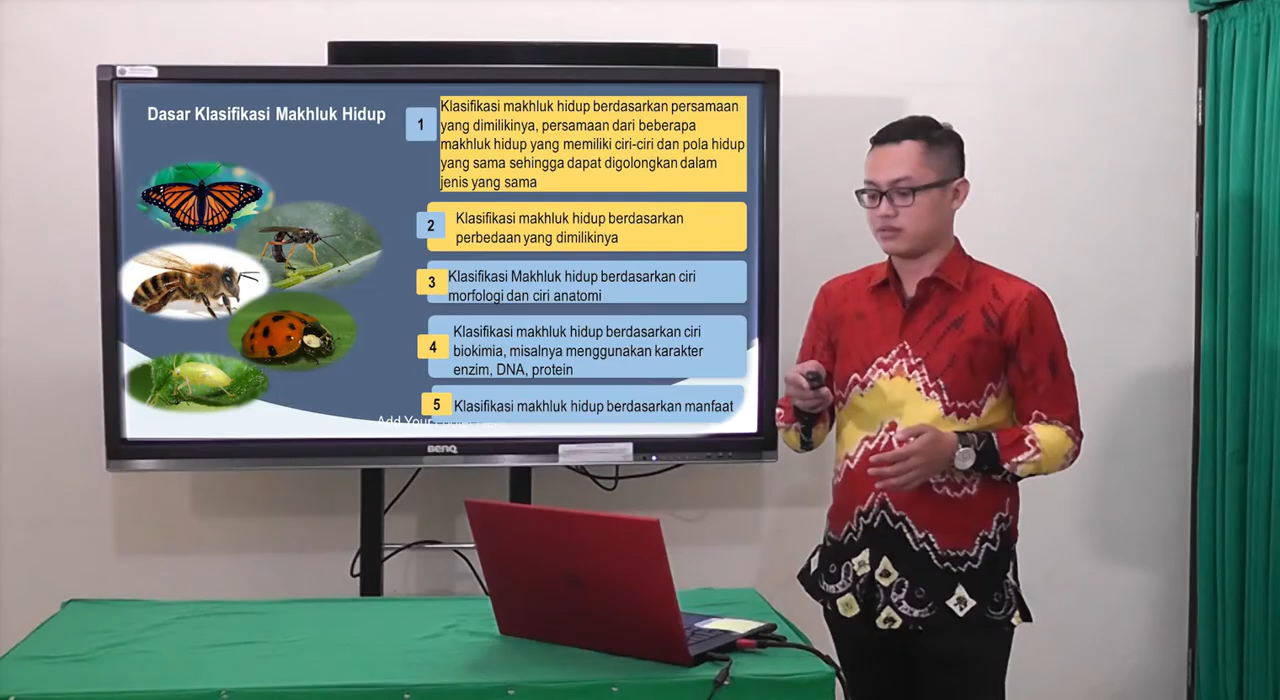 Dasar Klasifikasi Makhluk Hidup
1
Klasifikasi makhluk hidup berdasarkan persamaan
yang dimilikinya, persamaan dari beberapa
makhluk hidup yang memiliki ciri-ciri dan pola hidup
yang sama sehingga dapat digolongkan dalam
jenis yang sama
2
Klasifikasi makhluk hidup berdasarkan
perbedaan yang dimilikinya
3
Klasifikasi Makhluk hidup berdasarkan ciri
morfologi dan ciri anatomi
4
Klasifikasi makhluk hidup berdasarkan ciri
biokimia, misalnya menggunakan karakter
enzim, DNA, protein
5
Klasifikasi makhluk hidup berdasarkan manfaat
Add Your
BenQ